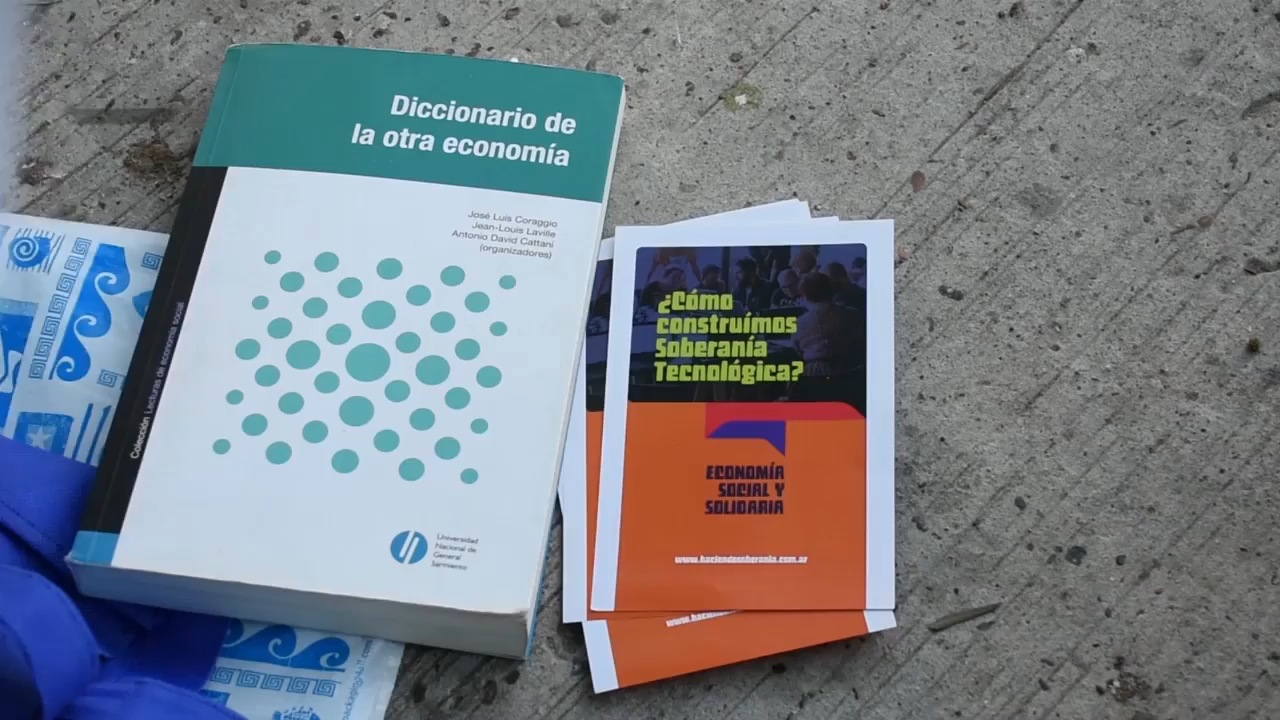 Diccionario de
la otra economía
José Luis Coraggio
Jean-Louis Laville
Antonio David Cattani
(organizadores)
Colección Lecturas de economía social
Universidad
Nacional de
General
Sarmiento
¿Cómo
construímos
Soberanía
Tecnológica?
ECONOMÍA
SOCIAL Y
SOLIDARIA
www.haciendosoberania.com.ar